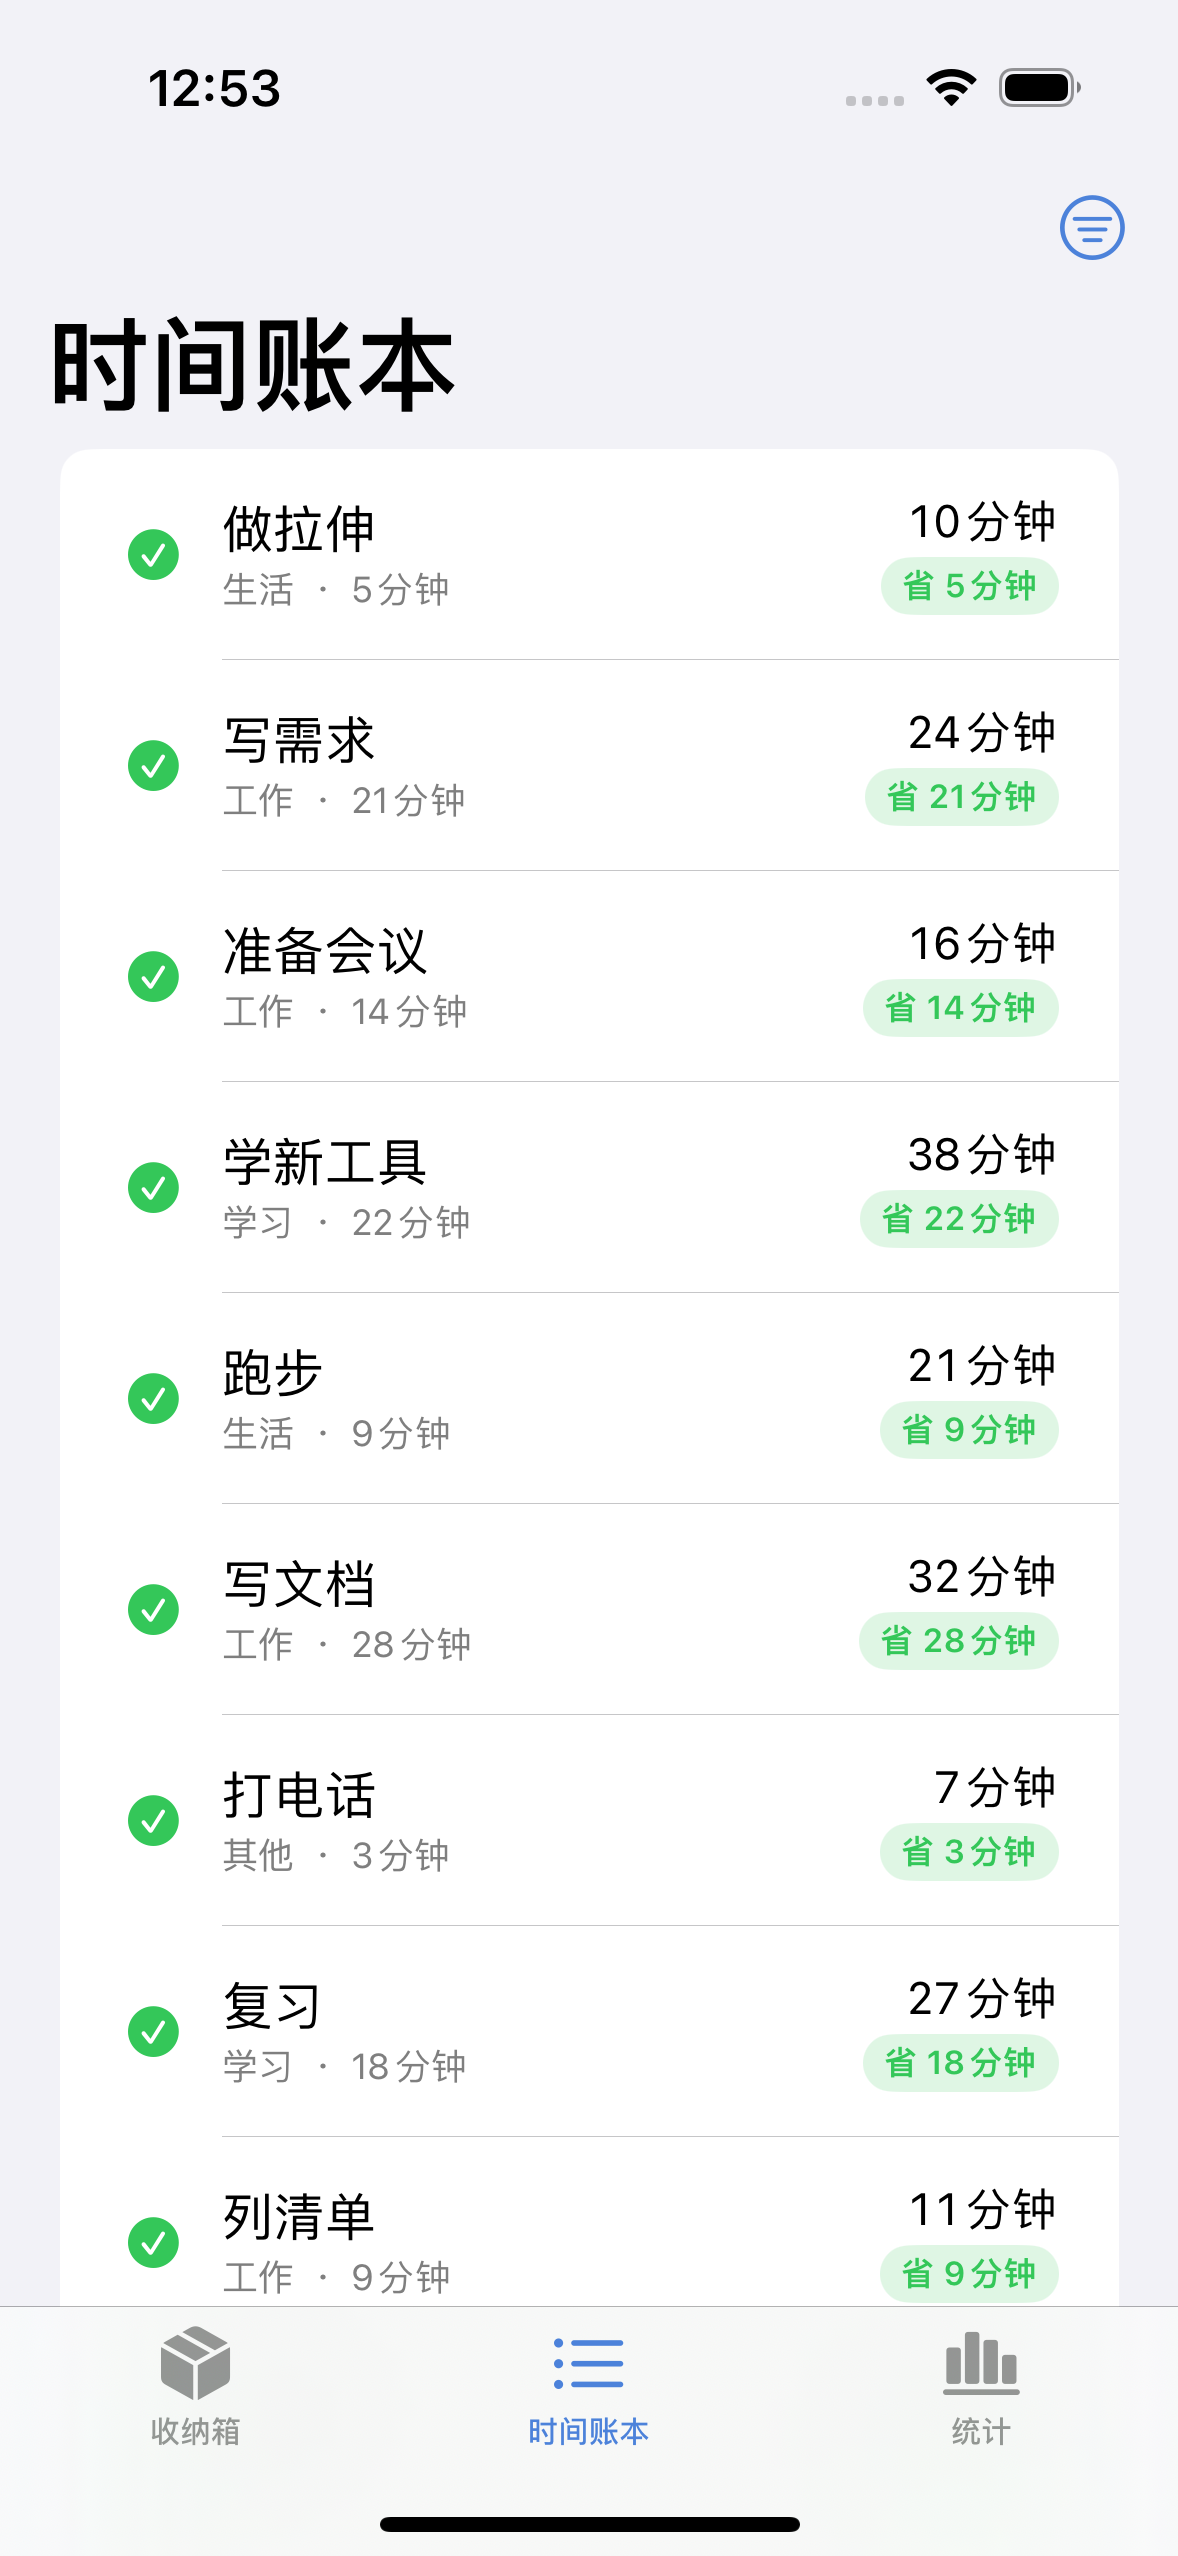 12:53
时间账本
做拉伸
10分钟
生活 · 5分钟
省 5分钟
写需求
24分钟
工作 · 21分钟
省 21分钟
准备会议
16分钟
工作 · 14分钟
省 14分钟
学新工具
38分钟
学习 · 22分钟
省 22分钟
跑步
21分钟
生活 · 9分钟
省 9分钟
写文档
32分钟
工作 · 28分钟
省 28分钟
打电话
7分钟
其他 · 3分钟
省 3分钟
复习
27分钟
学习 · 18分钟
省 18分钟
列清单
11分钟
工作 · 9分钟
省 9分钟
收纳箱
时间账本
统计